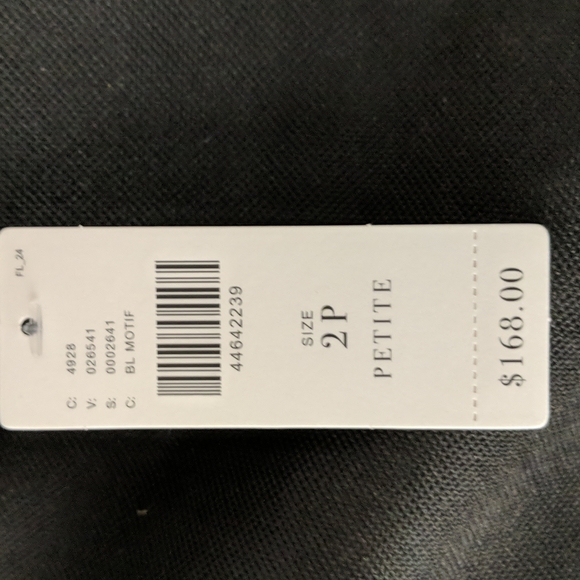 FL_24
C: 4928
V: 026541
S: 0002641
C: BL MOTIF
44642239
SIZE
2P
PETITE
$168.00